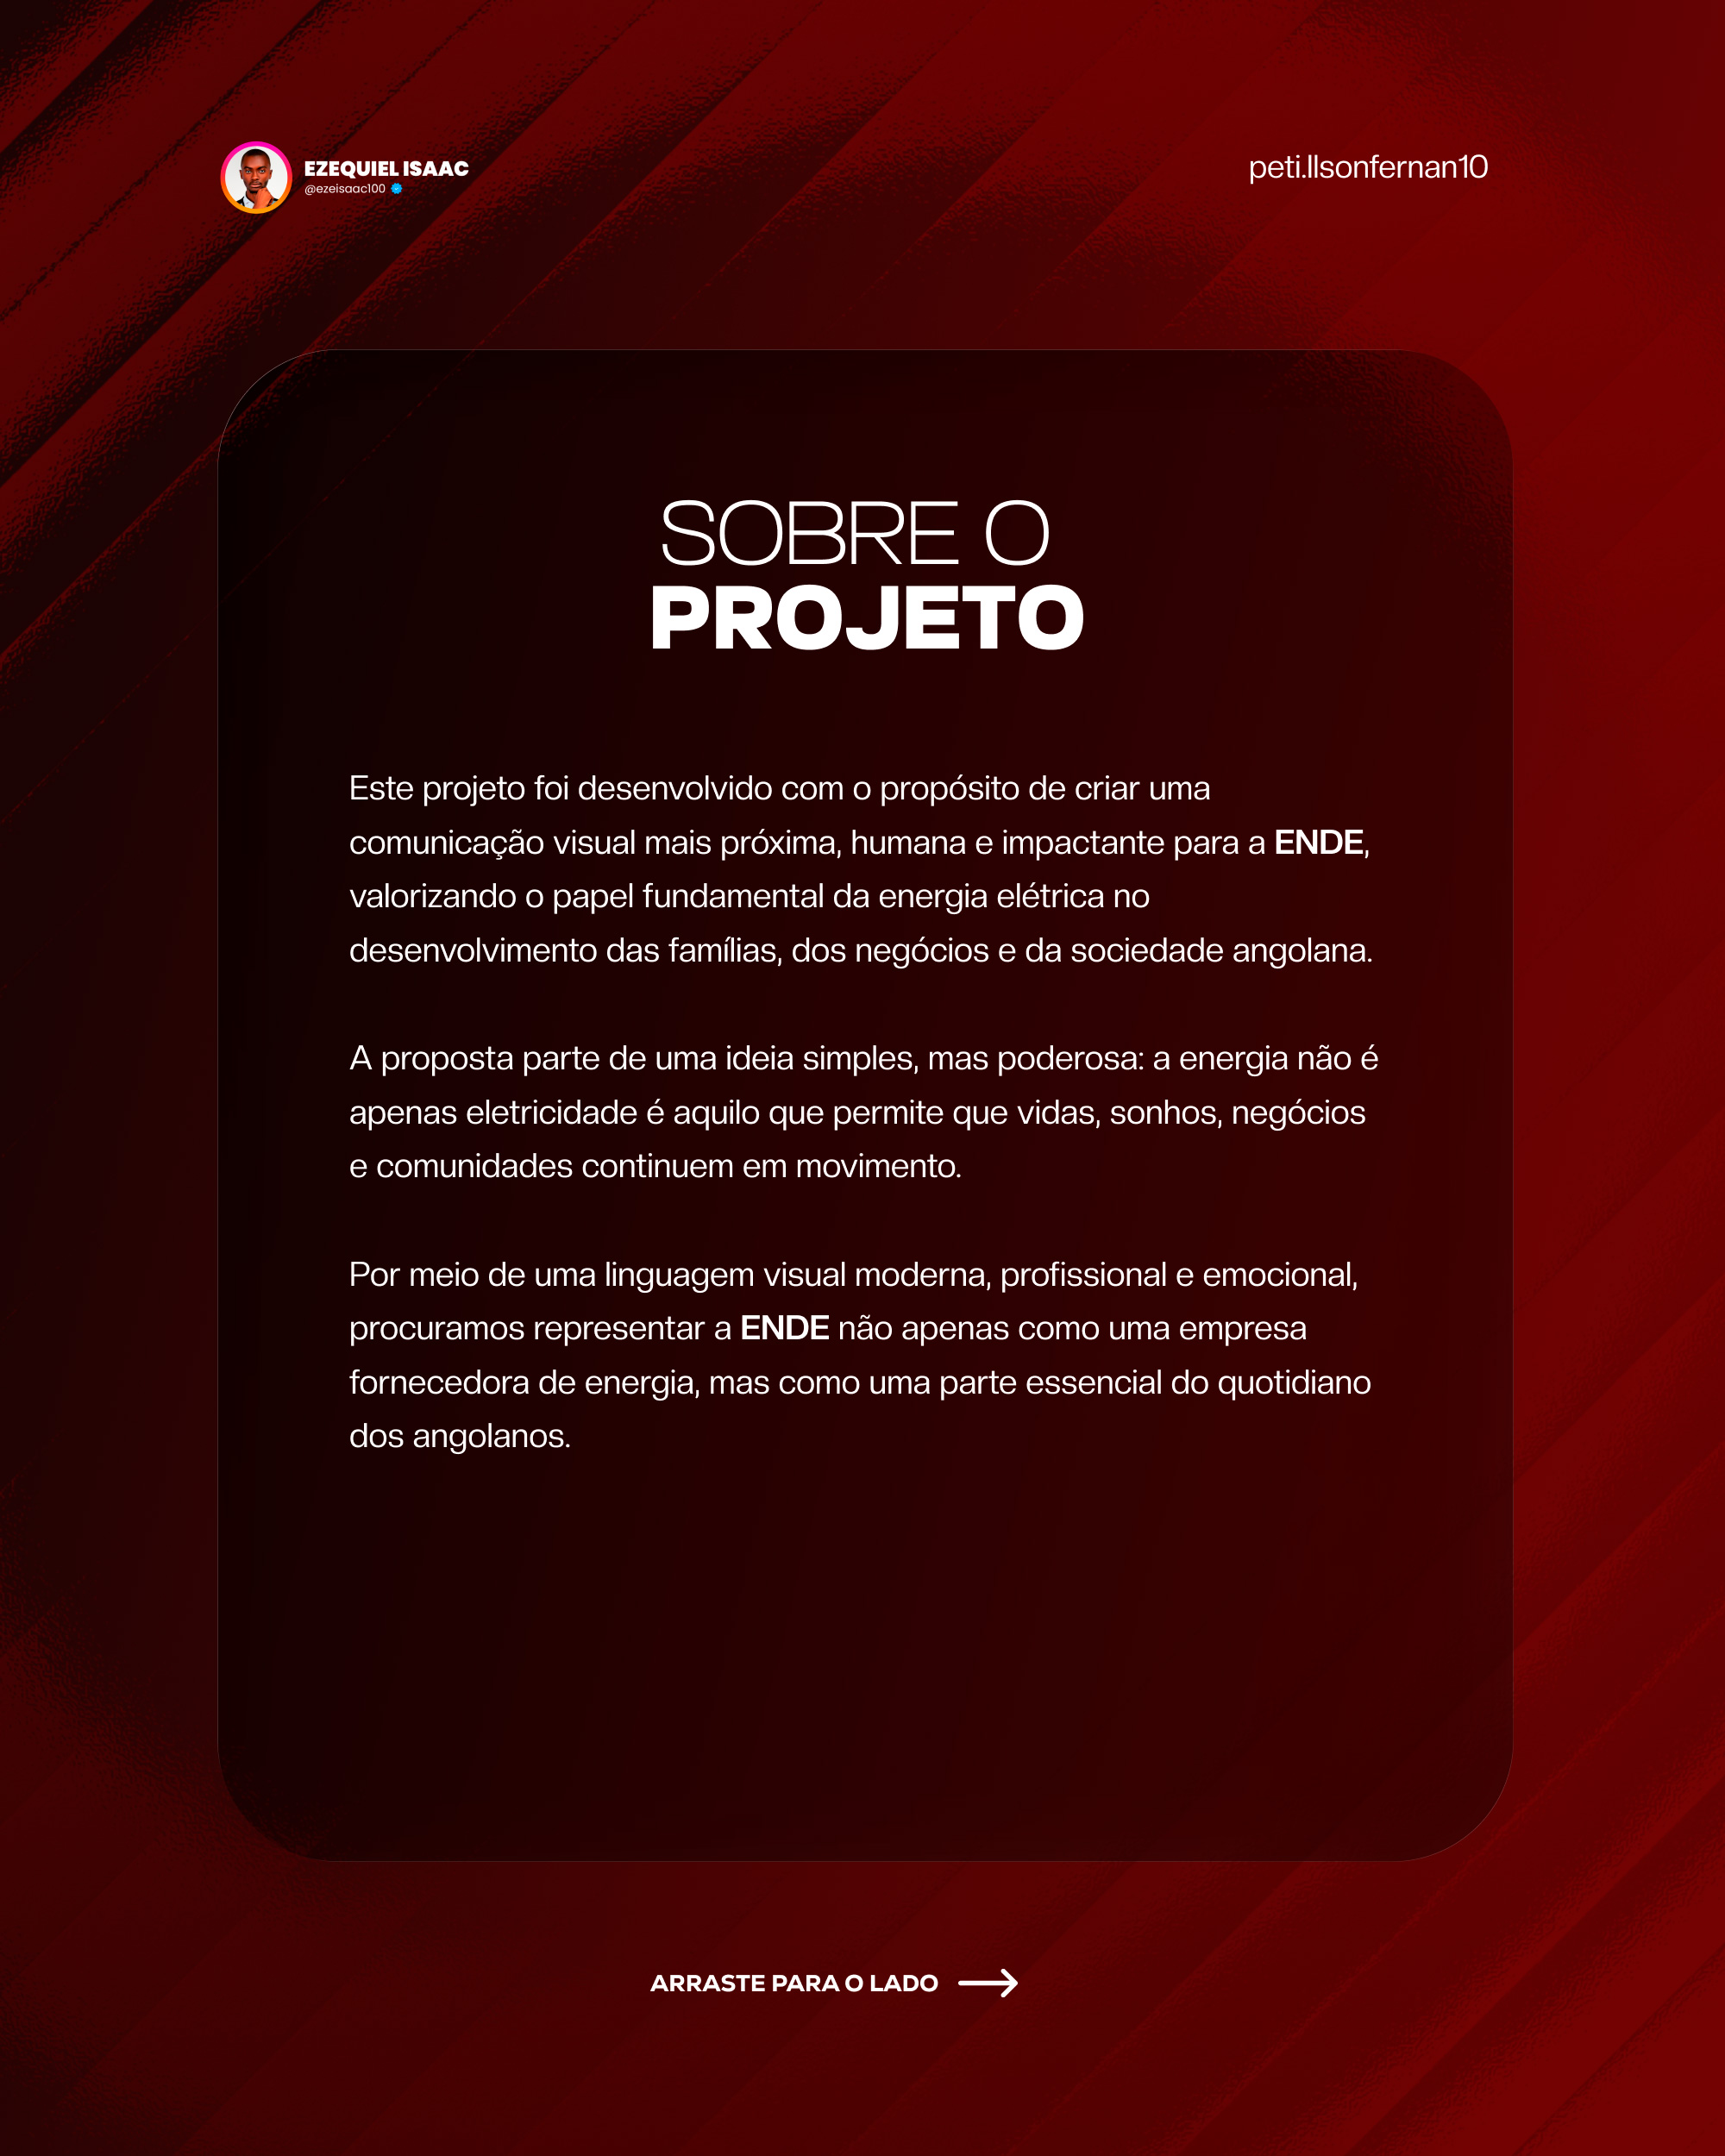 EZEQUIEL ISAAC
@ezeisaac100
peti.llsonfernan10
SOBRE O
PROJETO
Este projeto foi desenvolvido com o propósito de criar uma
comunicação visual mais próxima, humana e impactante para a ENDE,
valorizando o papel fundamental da energia elétrica no
desenvolvimento das famílias, dos negócios e da sociedade angolana.
A proposta parte de uma ideia simples, mas poderosa: a energia não é
apenas eletricidade é aquilo que permite que vidas, sonhos, negócios
e comunidades continuem em movimento.
Por meio de uma linguagem visual moderna, profissional e emocional,
procuramos representar a ENDE não apenas como uma empresa
fornecedora de energia, mas como uma parte essencial do quotidiano
dos angolanos.
ARRASTE PARA O LADO